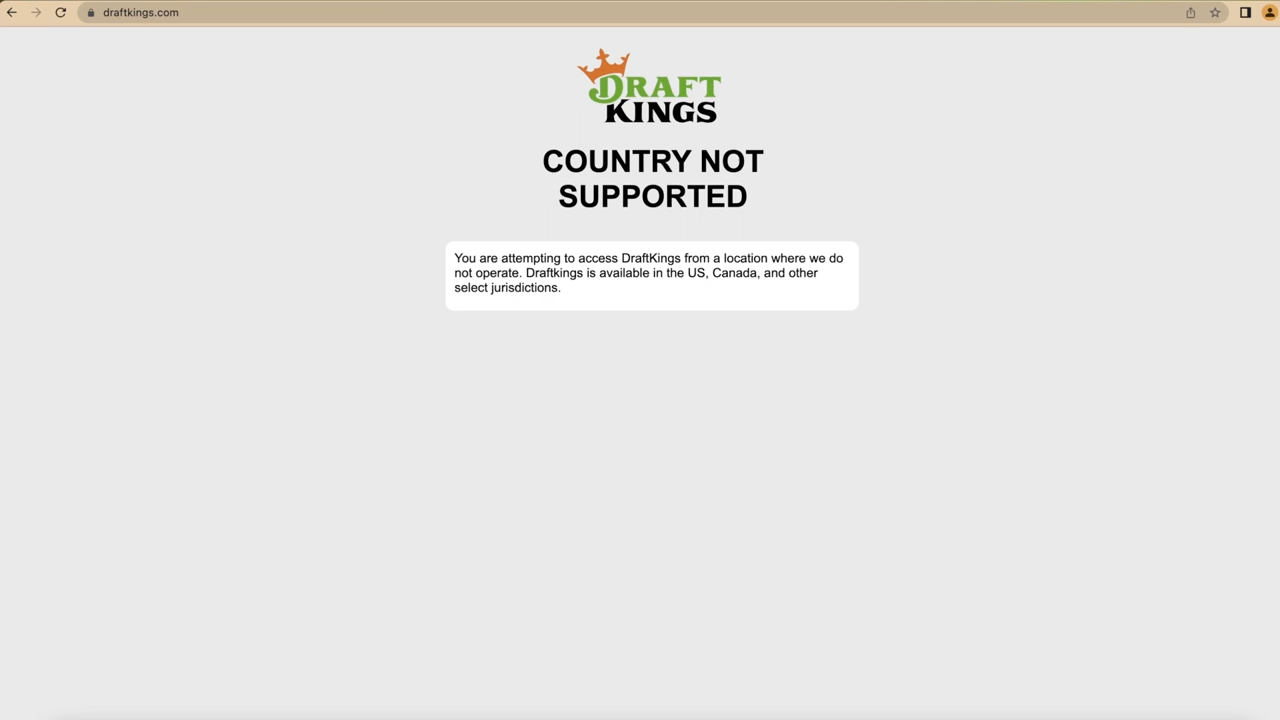 draftkings.com
DRAFT
KINGS
COUNTRY NOT
SUPPORTED
You are attempting to access DraftKings from a location where we do
not operate. Draftkings is available in the US, Canada, and other
select jurisdictions.